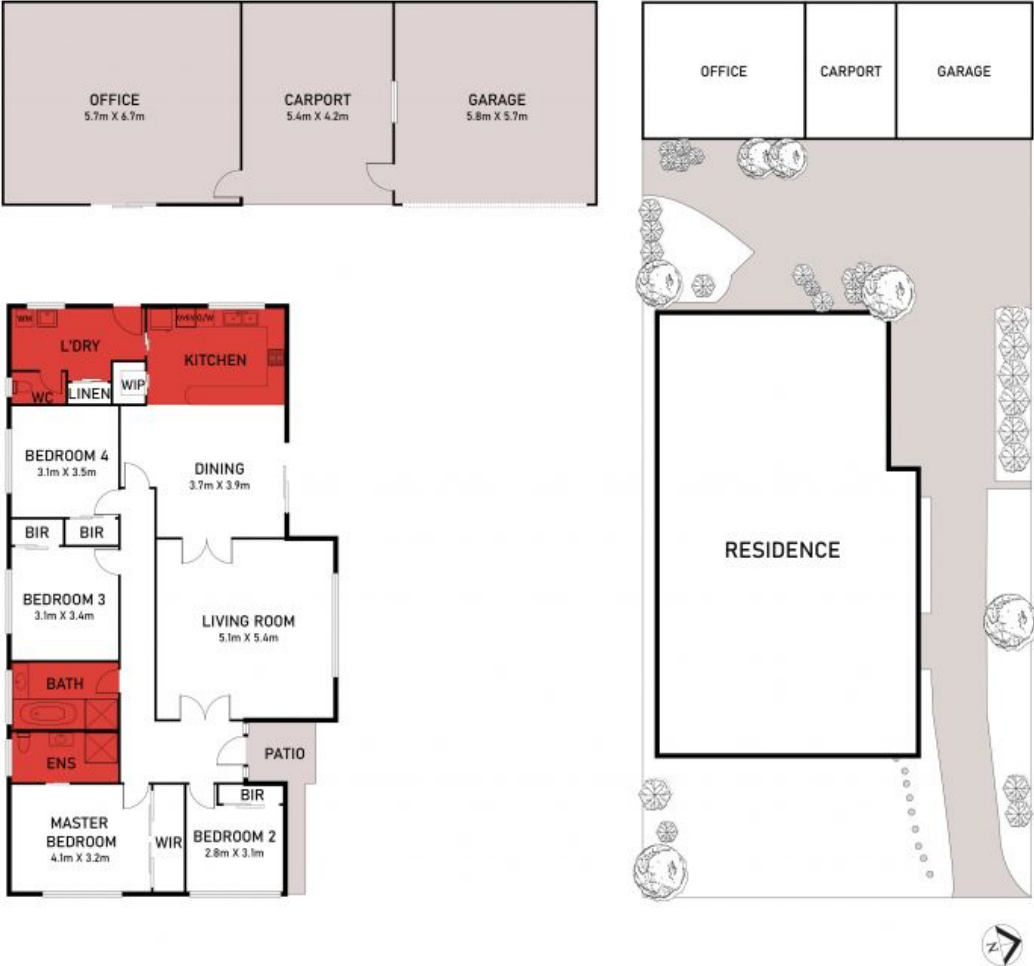 OFFICE
5.7m X 6.7m
CARPORT
5.4m X 4.2m
GARAGE
5.8m X 5.7m
OFFICE
CARPORT
GARAGE
WM
L'DRY
OVEN
D/W
KITCHEN
WC
LINEN
WIP
BEDROOM 4
3.1m X 3.5m
DINING
3.7m X 3.9m
BIR
BIR
BEDROOM 3
3.1m X 3.4m
LIVING ROOM
5.1m X 5.4m
BATH
ENS
PATIO
MASTER
BEDROOM
4.1m X 3.2m
WIR
BIR
BEDROOM 2
2.8m X 3.1m
RESIDENCE
N